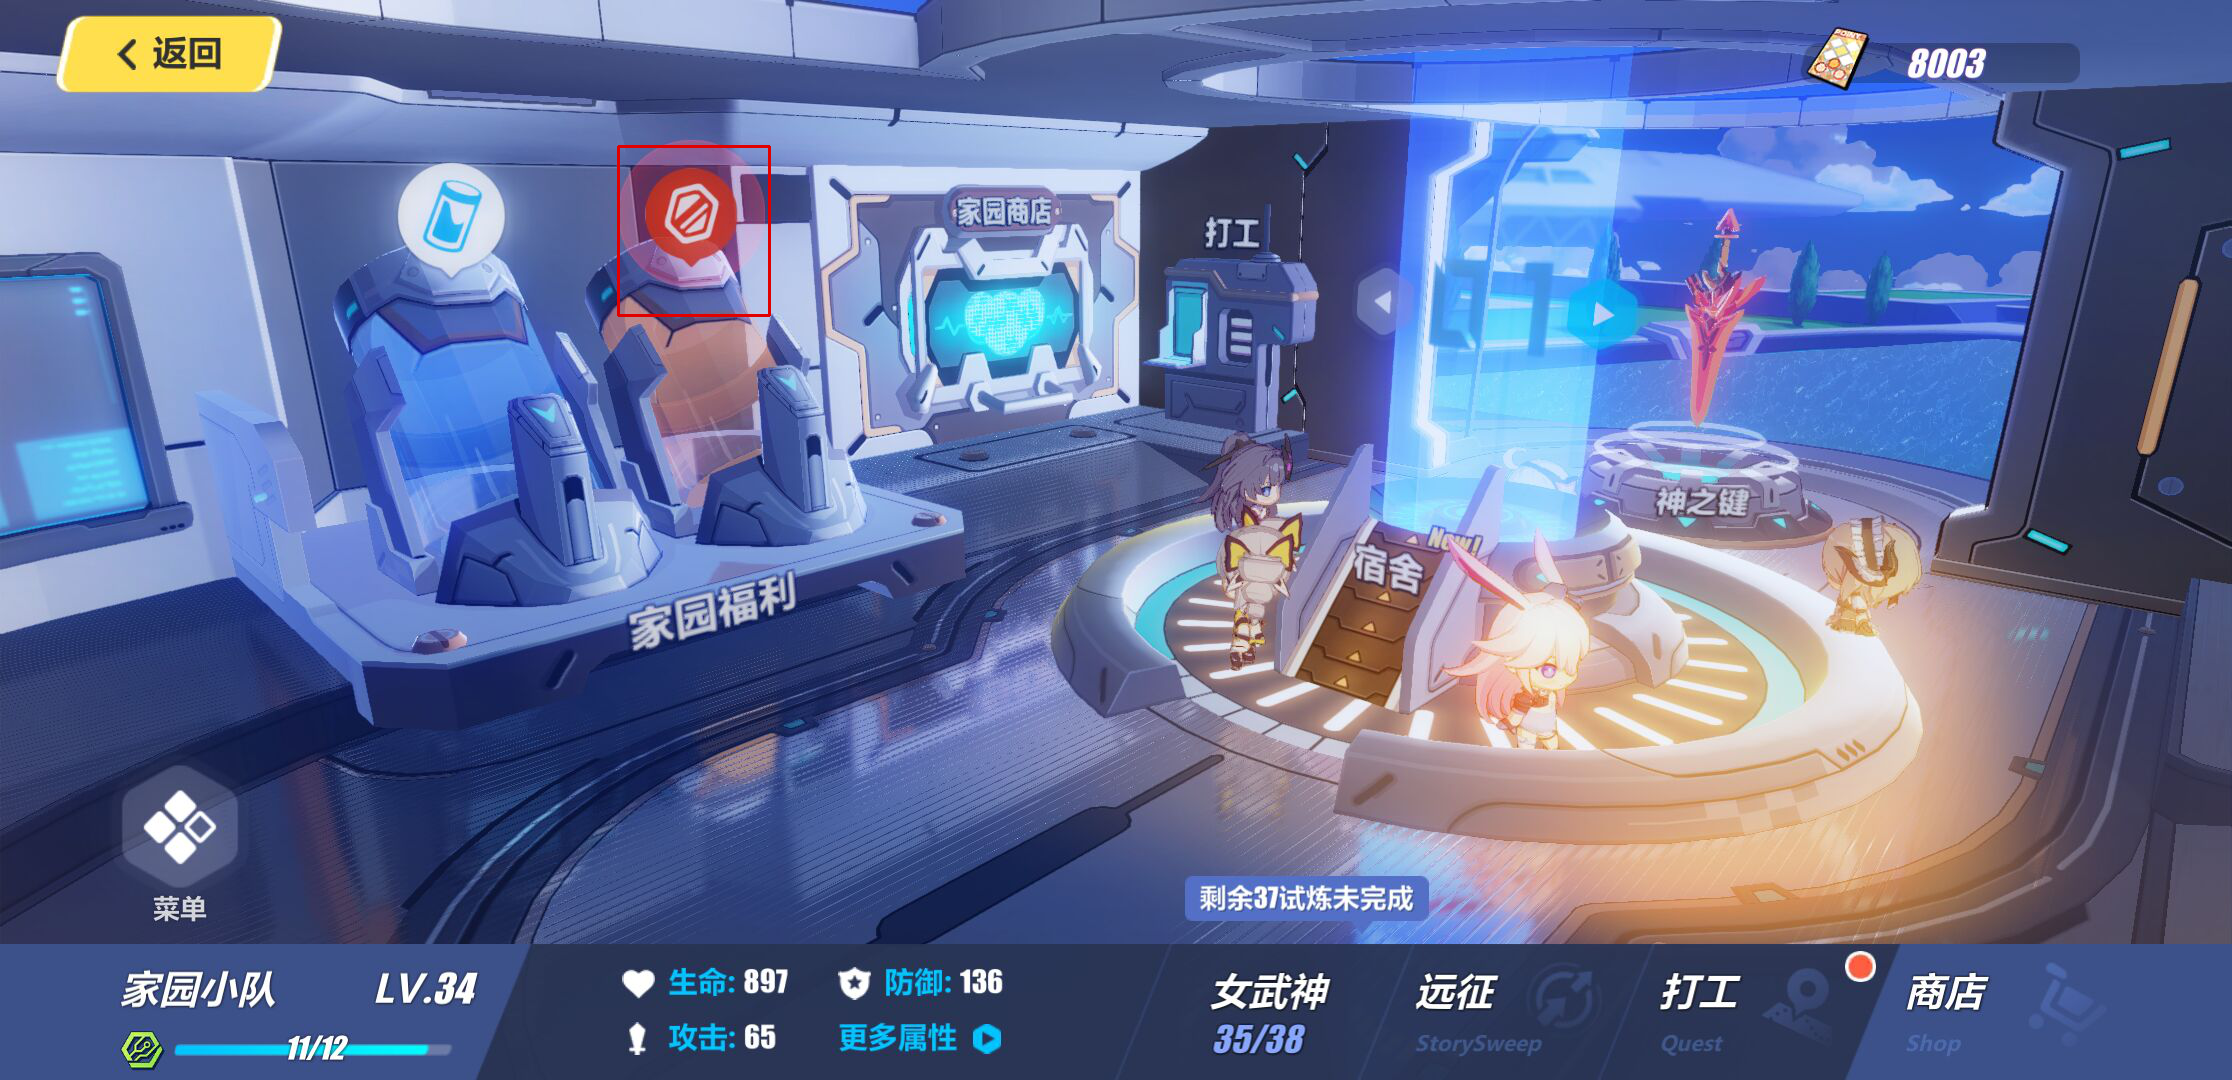 返回
8003
家园商店
打工
神之键
New!
宿舍
家园福利
菜单
剩余37试炼未完成
家园小队 LV.34
11/12
生命: 897
防御: 136
攻击: 65
更多属性
女武神
35/38
远征
StorySweep
打工
Quest
商店
Shop